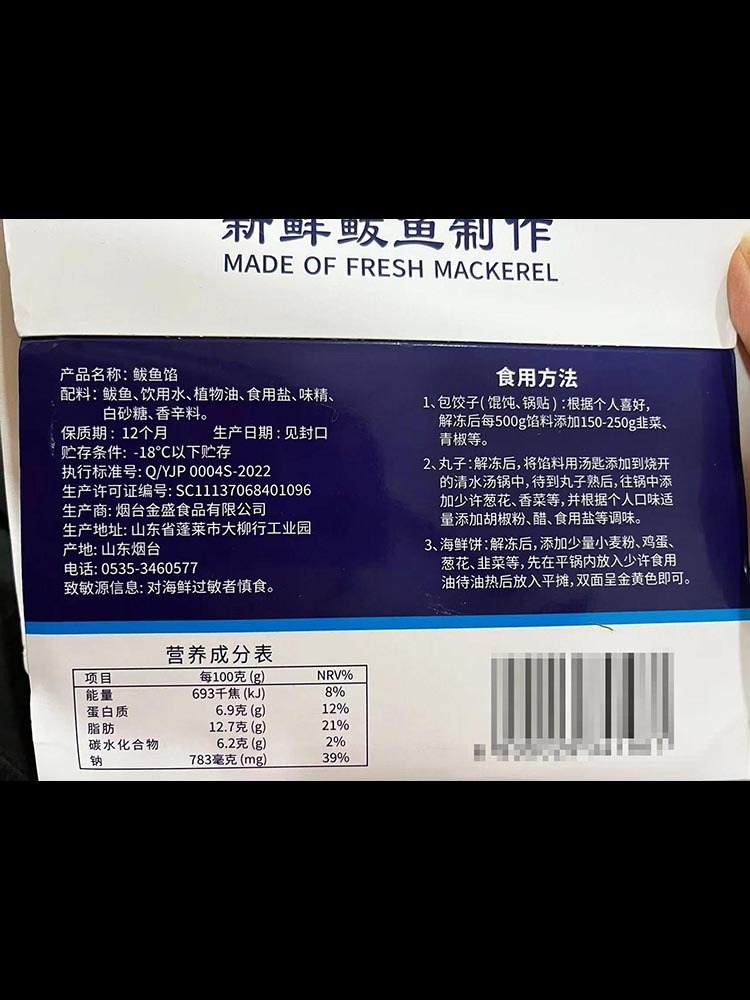 新鲜鲅鱼制作
MADE OF FRESH MACKEREL
产品名称: 鲅鱼馅
配料: 鲅鱼、饮用水、植物油、食用盐、味精、
白砂糖、香辛料。
保质期: 12个月 生产日期: 见封口
贮存条件: -18°C以下贮存
执行标准号: Q/YJP 0004S-2022
生产许可证编号: SC11137068401096
生产商: 烟台金盛食品有限公司
生产地址: 山东省蓬莱市大柳行工业园
产地: 山东烟台
电话: 0535-3460577
致敏源信息: 对海鲜过敏者慎食。
食用方法
1、包饺子(馄饨、锅贴):根据个人喜好,
解冻后每500g馅料添加150-250g韭菜、
青椒等。
2、丸子:解冻后,将馅料用汤匙添加到烧开
的清水汤锅中,待到丸子熟后,往锅中添
加少许葱花、香菜等,并根据个人口味适
量添加胡椒粉、醋、食用盐等调味。
3、海鲜饼:解冻后,添加少量小麦粉、鸡蛋、
葱花、韭菜等,先在平锅内放入少许食用
油待油热后放入平摊,双面呈金黄色即可。
营养成分表
项目 每100克(g) NRV%
能量 693千焦(kJ) 8%
蛋白质 6.9克(g) 12%
脂肪 12.7克(g) 21%
碳水化合物 6.2克(g) 2%
钠 783毫克(mg) 39%